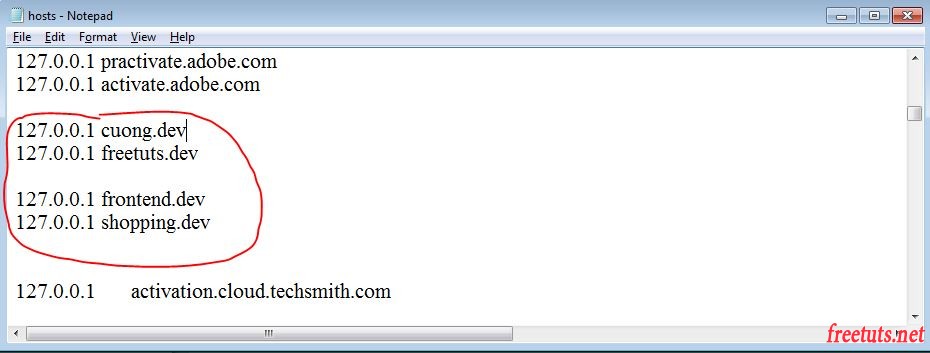 hosts - Notepad
File Edit Format View Help
127.0.0.1 practivate.adobe.com
127.0.0.1 activate.adobe.com
127.0.0.1 cuong.dev
127.0.0.1 freetuts.dev
127.0.0.1 frontend.dev
127.0.0.1 shopping.dev
127.0.0.1 activation.cloud.techsmith.com
freetuts.net